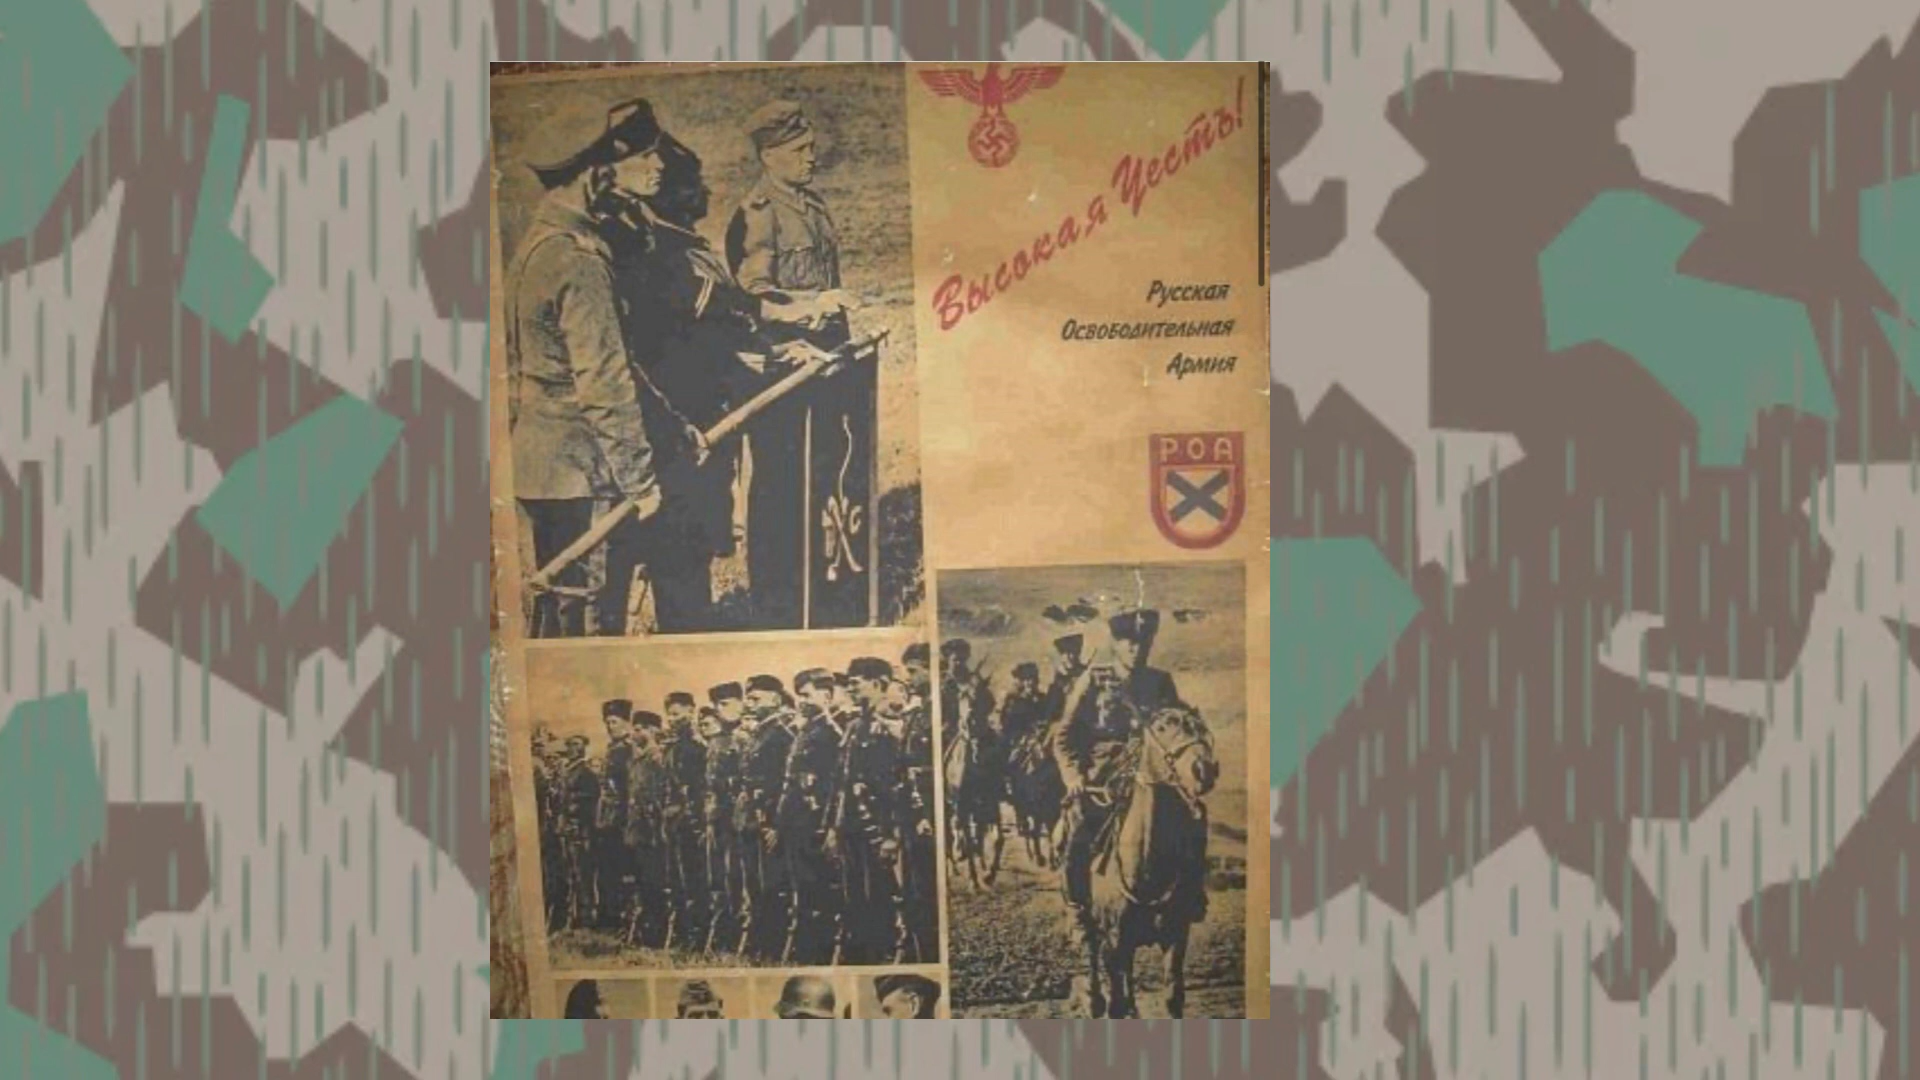 Высокая Честь!
Русская
Освободительная
Армия
РОА